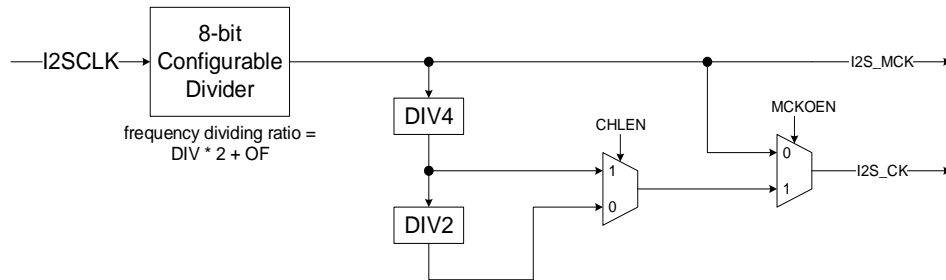 I2SCLK
8-bit
Configurable
Divider
frequency dividing ratio =
DIV * 2 + OF
DIV4
DIV2
CHLEN
1
0
MCKOEN
0
1
I2S_MCK
I2S_CK